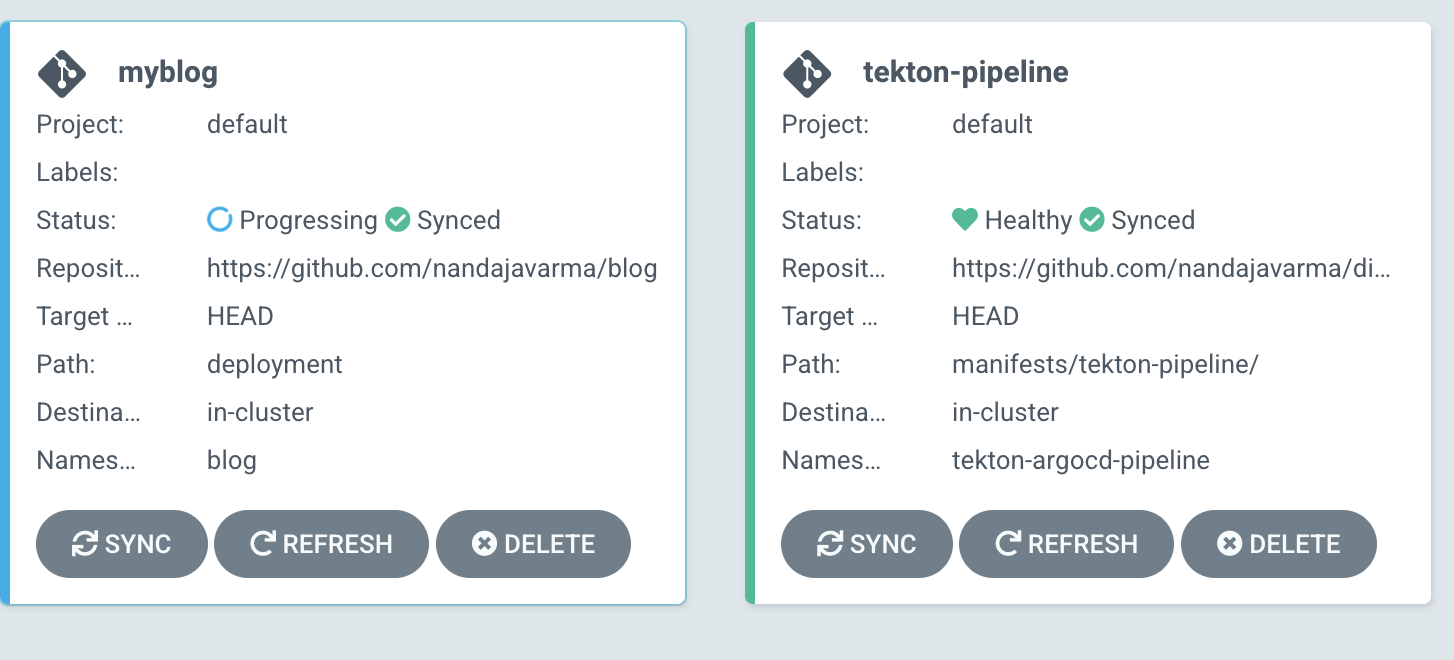 myblog
Project: default
Labels:
Status: Progressing Synced
Reposit... https://github.com/nandajavarma/blog
Target ... HEAD
Path: deployment
Destina... in-cluster
Names... blog
SYNC REFRESH DELETE
tekton-pipeline
Project: default
Labels:
Status: Healthy Synced
Reposit... https://github.com/nandajavarma/di...
Target ... HEAD
Path: manifests/tekton-pipeline/
Destina... in-cluster
Names... tekton-argocd-pipeline
SYNC REFRESH DELETE